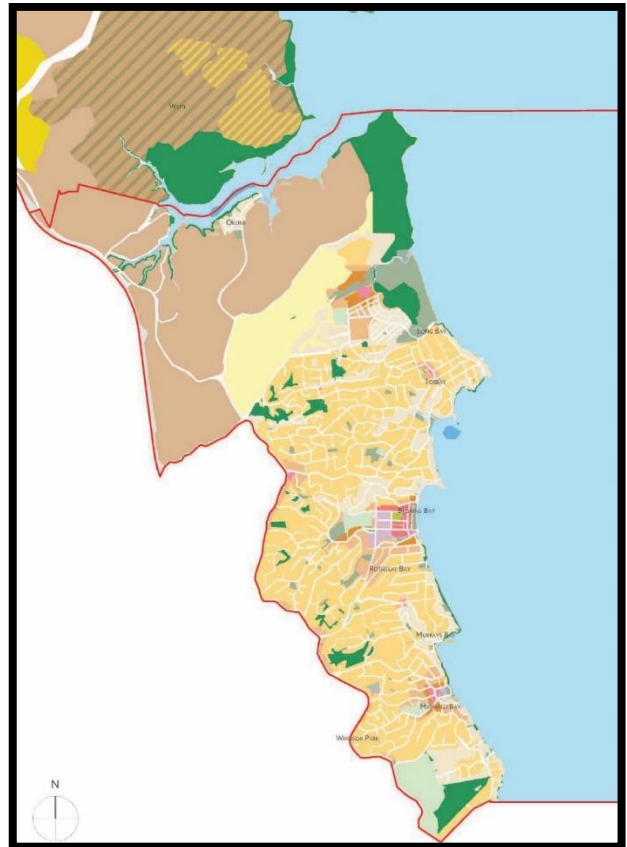 WEITI
OKURA
LONG BAY
TORBAY
BROWNS BAY
ROTHESAY BAY
MURRAYS BAY
MAIRANGI BAY
WINDSOR PARK
N